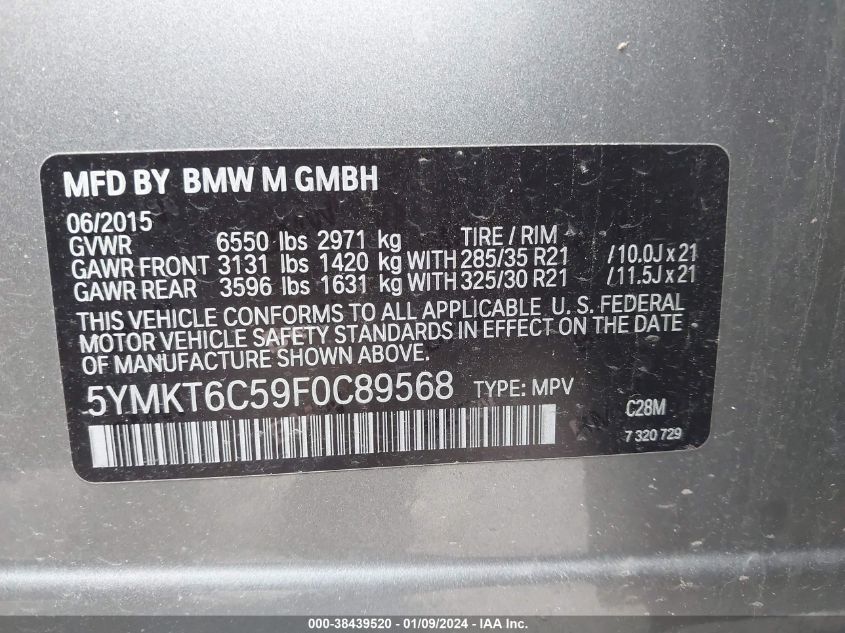 MFD BY BMW M GMBH
06/2015
GVWR 6550 lbs 2971 kg TIRE / RIM
GAWR FRONT 3131 lbs 1420 kg WITH 285/35 R21 /10.0J x 21
GAWR REAR 3596 lbs 1631 kg WITH 325/30 R21 /11.5J x 21
THIS VEHICLE CONFORMS TO ALL APPLICABLE U. S. FEDERAL
MOTOR VEHICLE SAFETY STANDARDS IN EFFECT ON THE DATE
OF MANUFACTURE SHOWN ABOVE.
5YMKT6C59F0C89568 TYPE: MPV
C28M
7 320 729
000-38439520 - 01/09/2024 - IAA Inc.